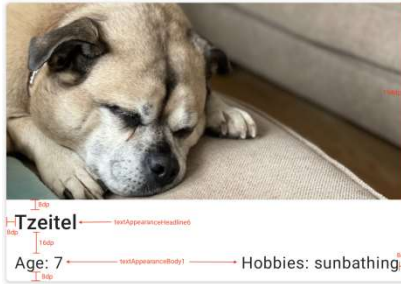 8dp
Tzeitel textAppearanceHeadline6
8dp
16dp
Age: 7 textAppearanceBody1 Hobbies: sunbathing
8dp